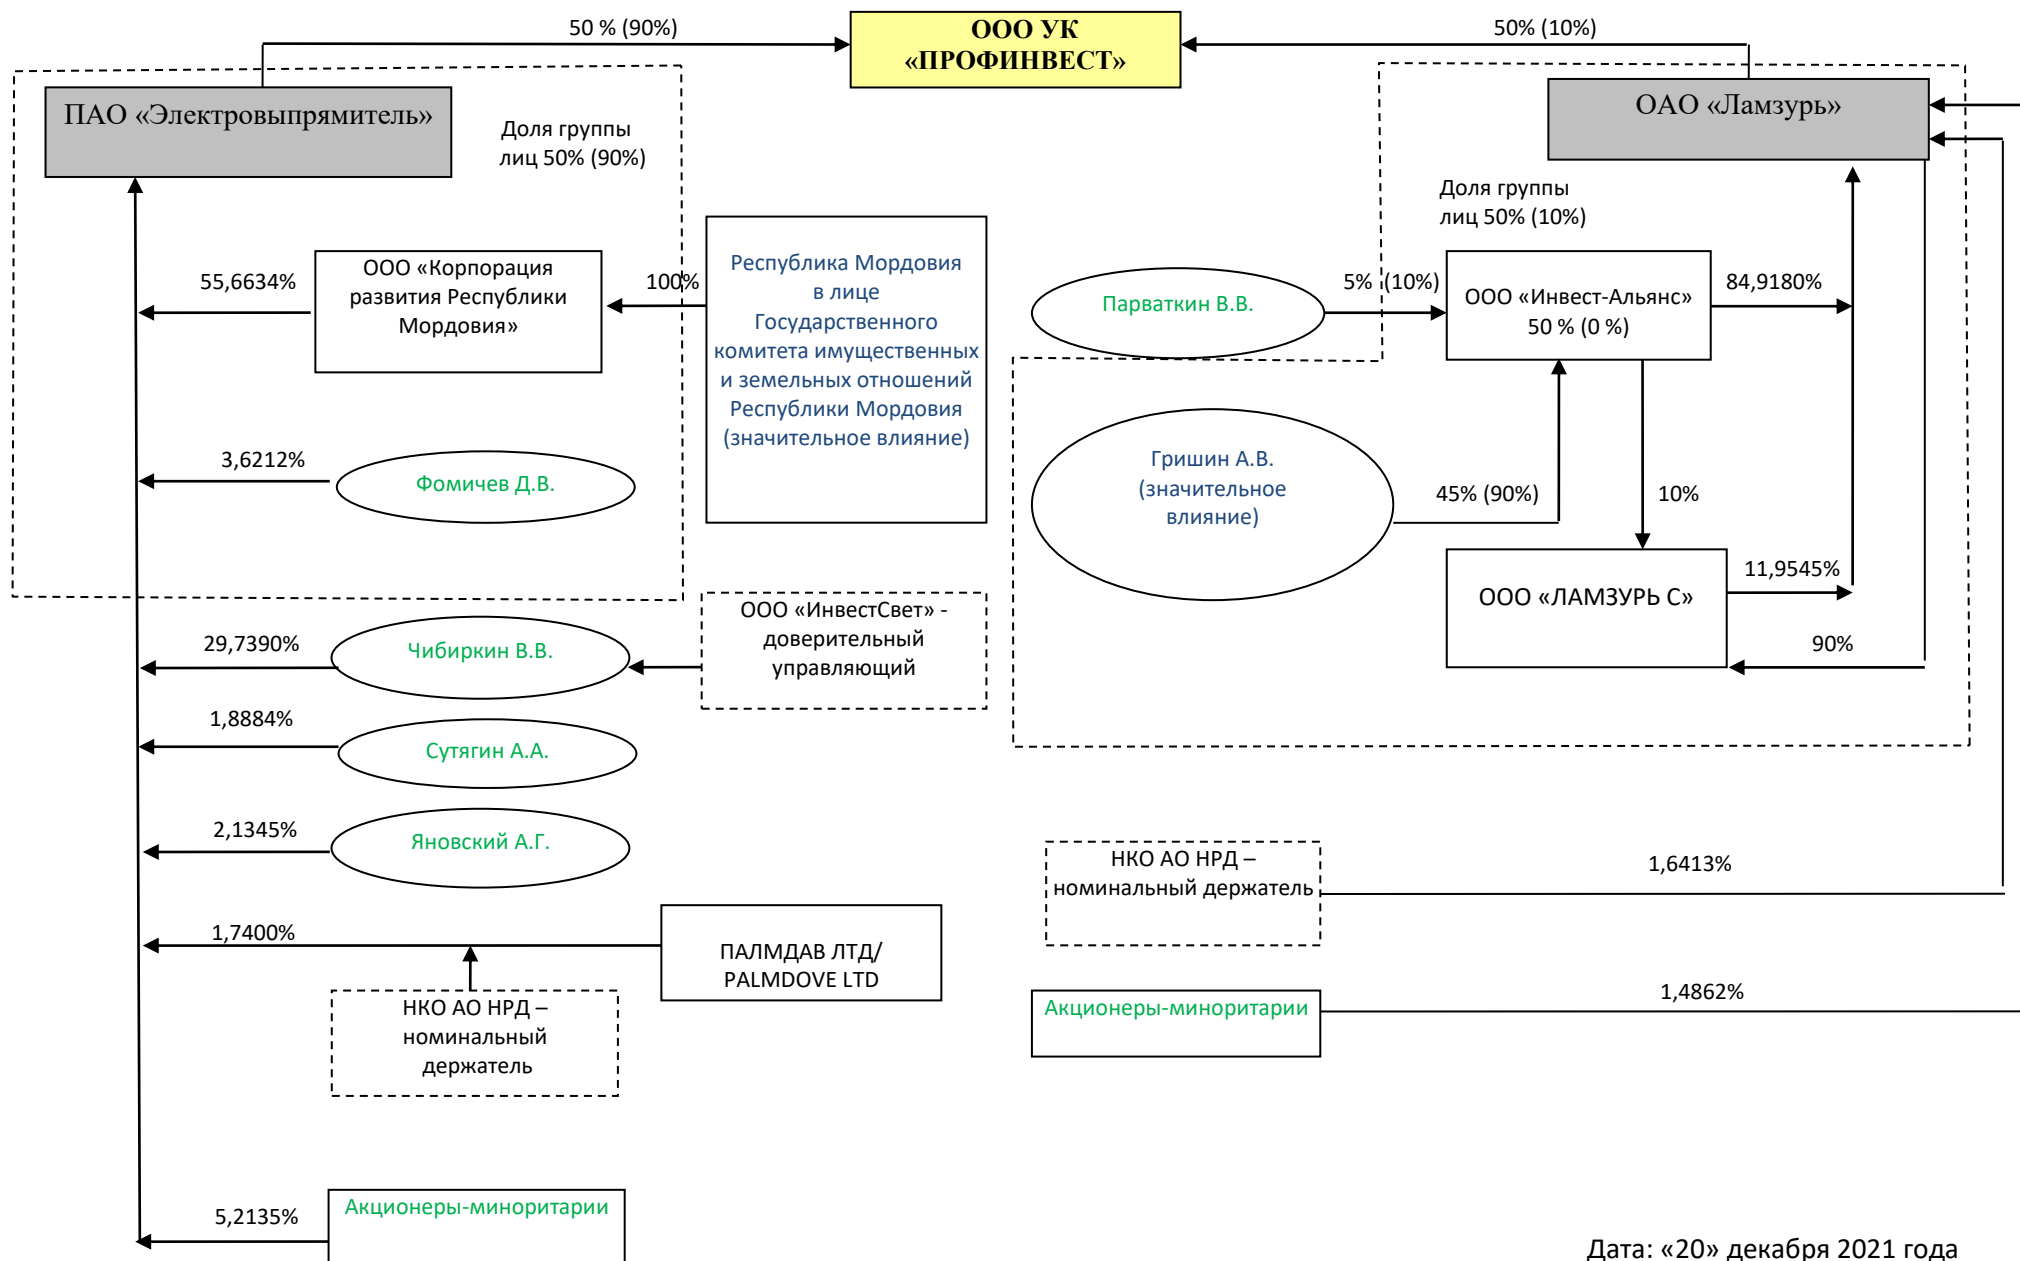 50 % (90%)
ООО УК
«ПРОФИНВЕСТ»
50% (10%)
ПАО «Электровыпрямитель»
Доля группы
лиц 50% (90%)
ОАО «Ламзурь»
Доля группы
лиц 50% (10%)
55,6634%
ООО «Корпорация
развития Республики
Мордовия»
100%
Республика Мордовия
в лице
Государственного
комитета имущественных
и земельных отношений
Республики Мордовия
(значительное влияние)
Парваткин В.В.
5% (10%)
ООО «Инвест-Альянс»
50 % (0 %)
84,9180%
3,6212%
Фомичев Д.В.
Гришин А.В.
(значительное
влияние)
45% (90%)
10%
ООО «ЛАМЗУРЬ С»
11,9545%
90%
29,7390%
Чибиркин В.В.
ООО «ИнвестСвет» -
доверительный
управляющий
1,8884%
Сутягин А.А.
2,1345%
Яновский А.Г.
НКО АО НРД –
номинальный держатель
1,6413%
1,7400%
ПАЛМДАВ ЛТД/
PALMDOVE LTD
НКО АО НРД –
номинальный
держатель
Акционеры-миноритарии
1,4862%
5,2135%
Акционеры-миноритарии
Дата: «20» декабря 2021 года